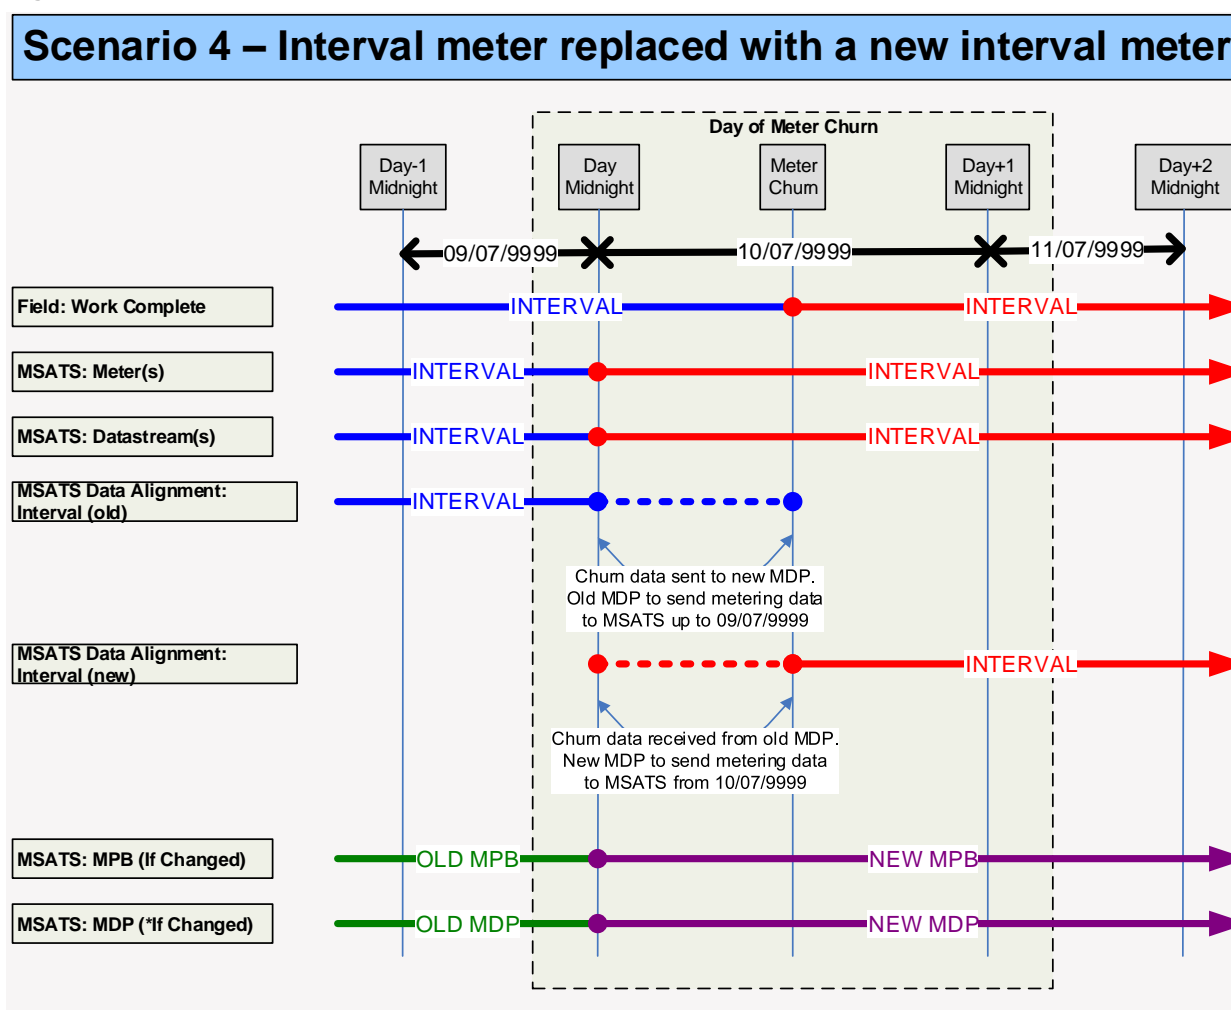 Scenario 4 – Interval meter replaced with a new interval meter
Day of Meter Churn
Day-1
Midnight
Day
Midnight
Meter
Churn
Day+1
Midnight
Day+2
Midnight
09/07/9999
10/07/9999
11/07/9999
Field: Work Complete
INTERVAL
INTERVAL
MSATS: Meter(s)
INTERVAL
INTERVAL
MSATS: Datastream(s)
INTERVAL
INTERVAL
MSATS Data Alignment:
Interval (old)
INTERVAL
Churn data sent to new MDP.
Old MDP to send metering data
to MSATS up to 09/07/9999
MSATS Data Alignment:
Interval (new)
INTERVAL
Churn data received from old MDP.
New MDP to send metering data
to MSATS from 10/07/9999
MSATS: MPB (If Changed)
OLD MPB
NEW MPB
MSATS: MDP (*If Changed)
OLD MDP
NEW MDP